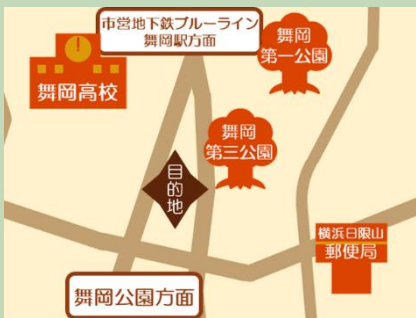 市営地下鉄ブルーライン
舞岡駅方面
舞岡
第一公園
舞岡高校
舞岡
第三公園
目的地
横浜日限山
郵便局
舞岡公園方面